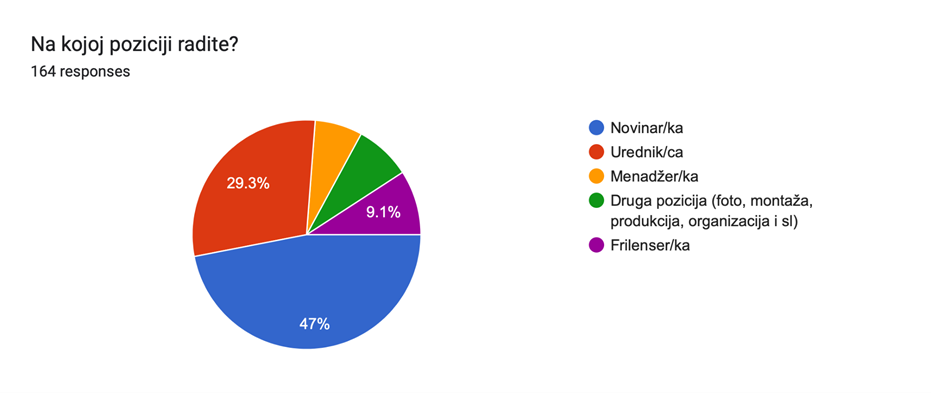 Na kojoj poziciji radite?
164 responses
29.3%
9.1%
47%
Novinar/ka
Urednik/ca
Menadžer/ka
Druga pozicija (foto, montaža,
produkcija, organizacija i sl)
Frilenser/ka